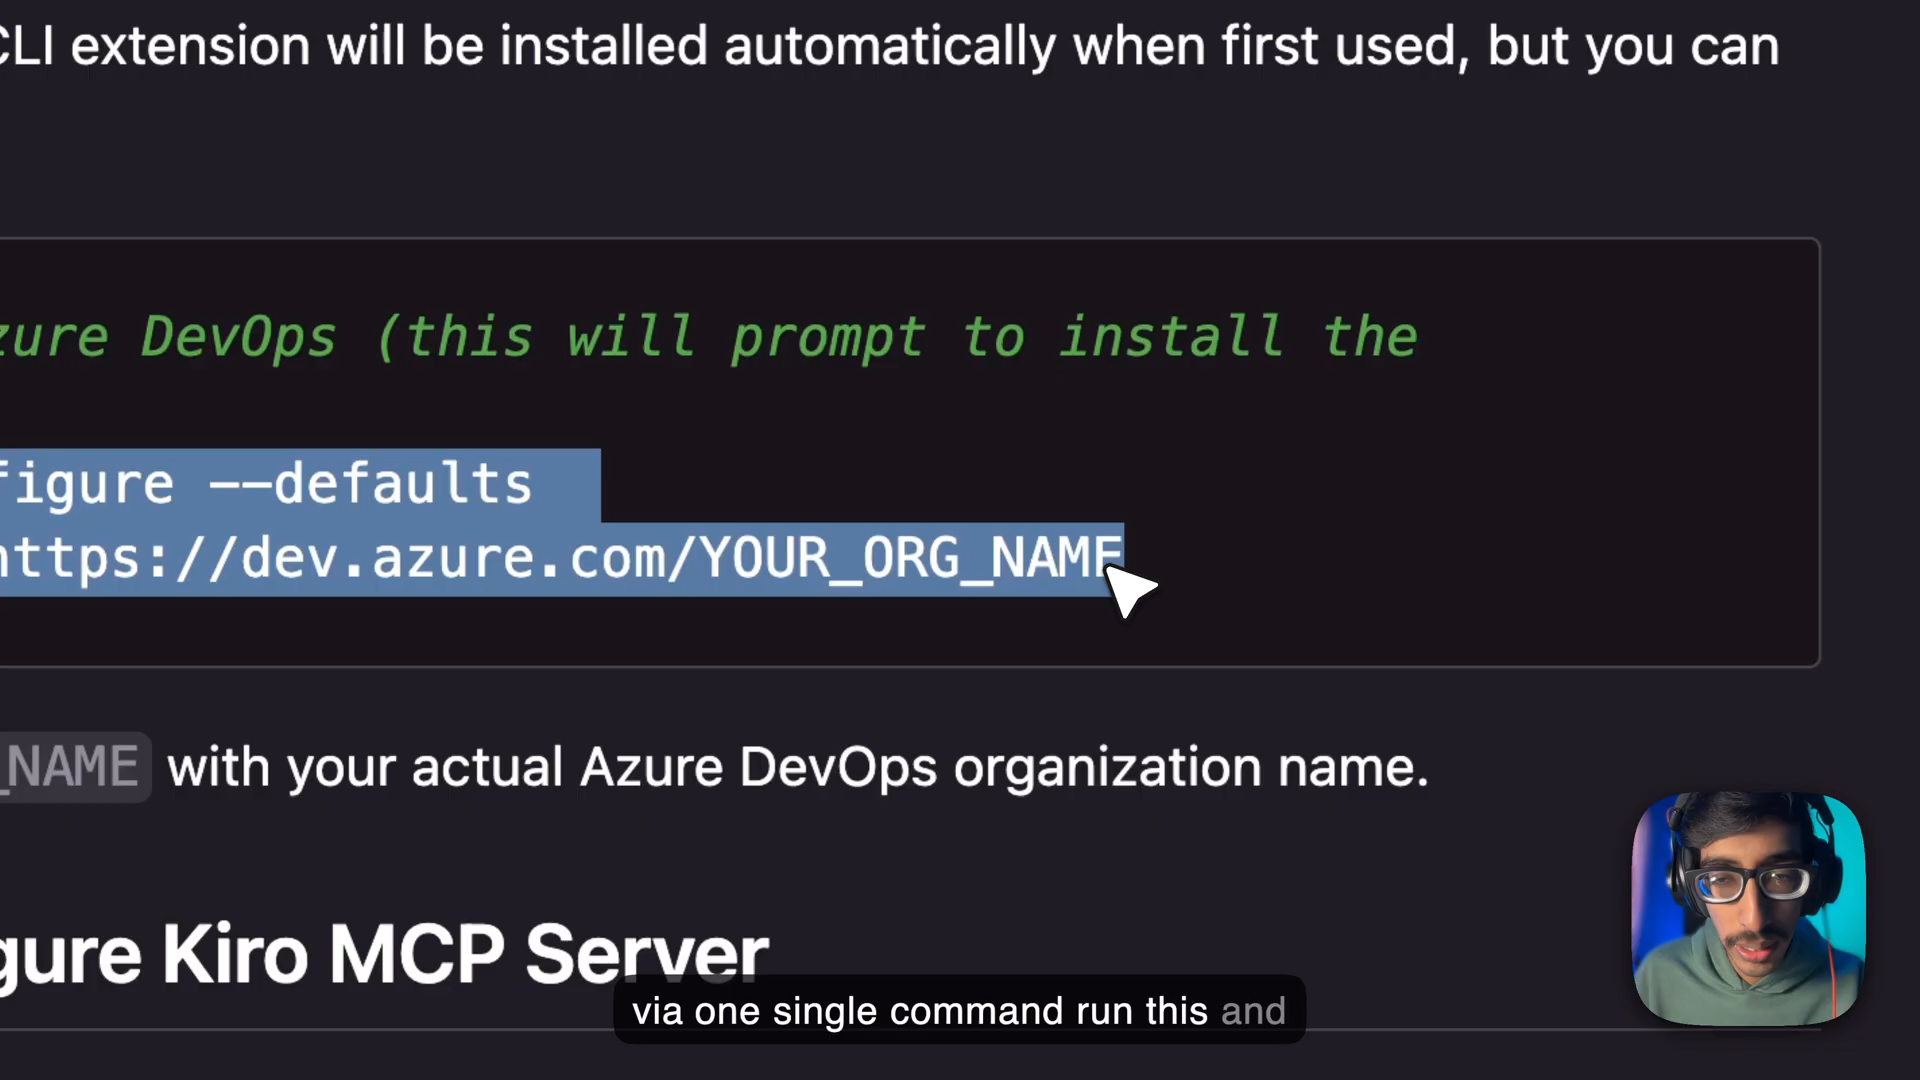 CLI extension will be installed automatically when first used, but you can
zure DevOps (this will prompt to install the
figure --defaults
https://dev.azure.com/YOUR_ORG_NAME
_NAME with your actual Azure DevOps organization name.
gure Kiro MCP Server
via one single command run this and